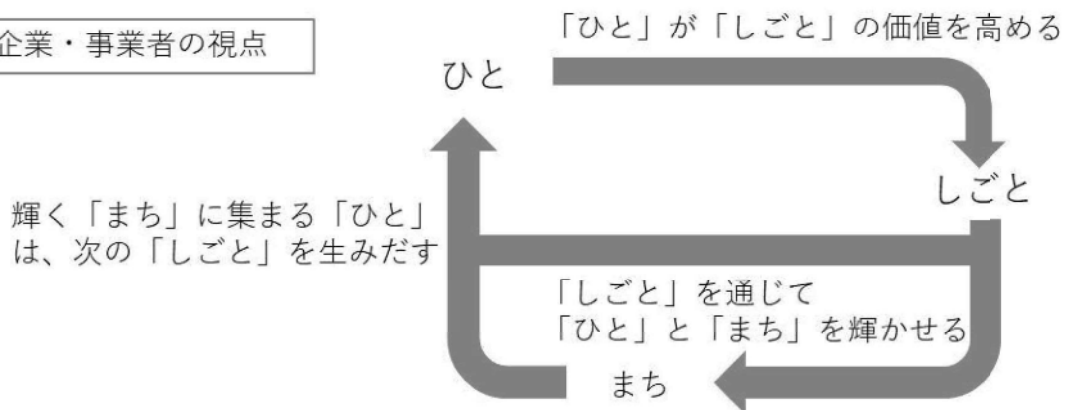 企業・事業者の視点
「ひと」が「しごと」の価値を高める
ひと
しごと
輝く「まち」に集まる「ひと」
は、次の「しごと」を生みだす
「しごと」を通じて
「ひと」と「まち」を輝かせる
まち